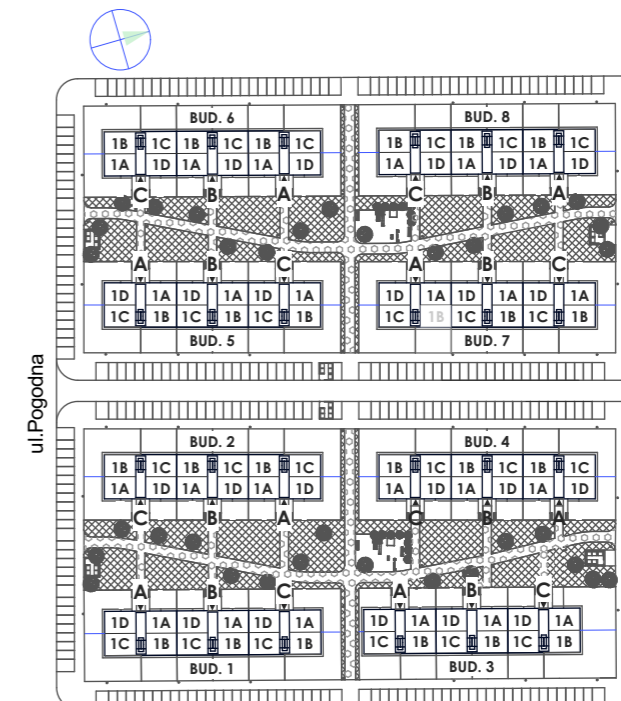 BUD. 6 BUD. 8
1B 1C 1B 1C 1B 1C 1B 1C 1B 1C 1B 1C
1A 1D 1A 1D 1A 1D 1A 1D 1A 1D 1A 1D
C B A C B A
A B C A B C
1D 1A 1D 1A 1D 1A 1D 1A 1D 1A 1D 1A
1C 1B 1C 1B 1C 1B 1C 1B 1C 1B 1C 1B
BUD. 5 BUD. 7
ul.Pogodna
BUD. 2 BUD. 4
1B 1C 1B 1C 1B 1C 1B 1C 1B 1C 1B 1C
1A 1D 1A 1D 1A 1D 1A 1D 1A 1D 1A 1D
C B A C B A
A B C A B C
1D 1A 1D 1A 1D 1A 1D 1A 1D 1A 1D 1A
1C 1B 1C 1B 1C 1B 1C 1B 1C 1B 1C 1B
BUD. 1 BUD. 3